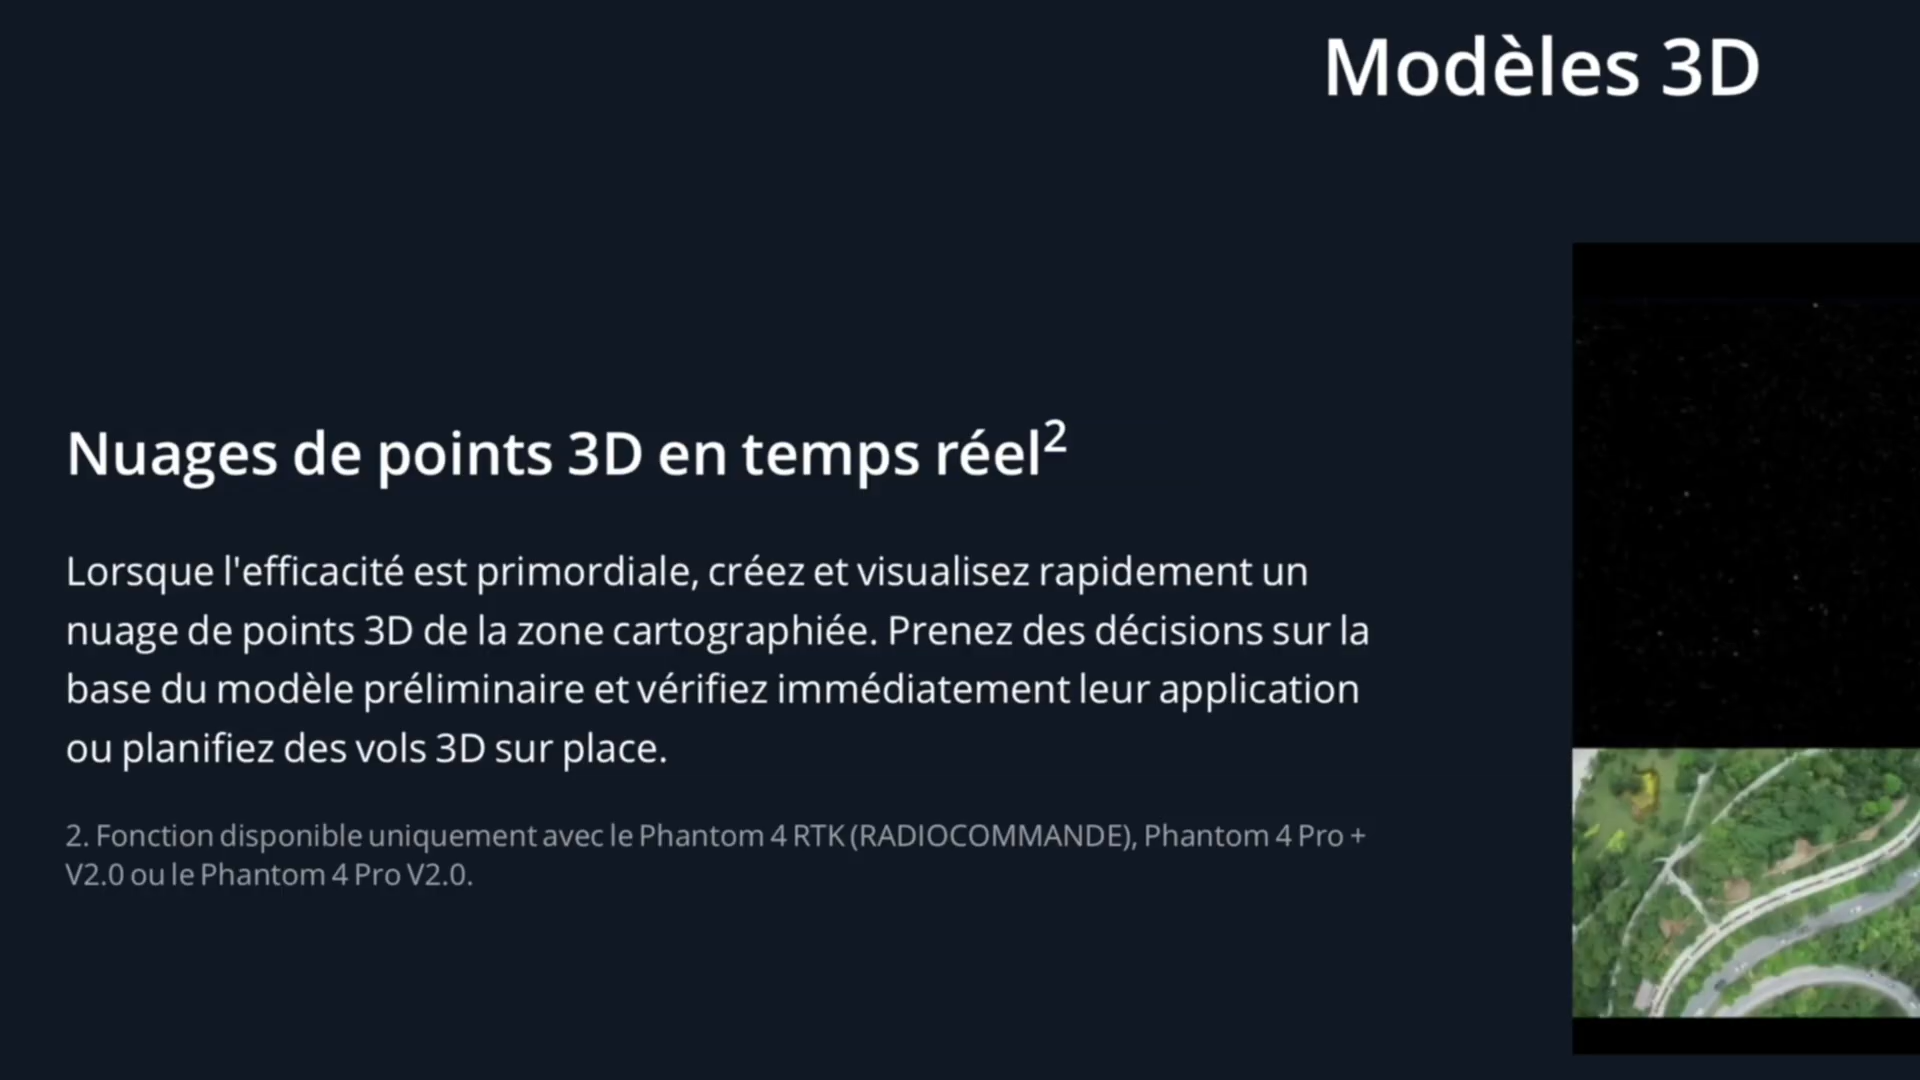 Modèles 3D
Nuages de points 3D en temps réel²
Lorsque l'efficacité est primordiale, créez et visualisez rapidement un
nuage de points 3D de la zone cartographiée. Prenez des décisions sur la
base du modèle préliminaire et vérifiez immédiatement leur application
ou planifiez des vols 3D sur place.
2. Fonction disponible uniquement avec le Phantom 4 RTK (RADIOCOMMANDE), Phantom 4 Pro +
V2.0 ou le Phantom 4 Pro V2.0.